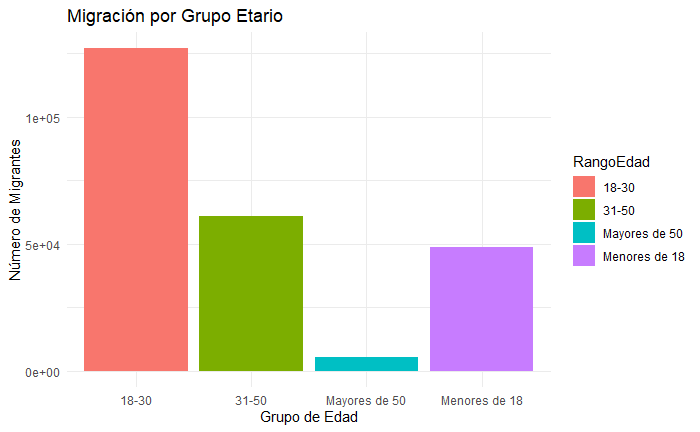 Migración por Grupo Etario
Número de Migrantes
1e+05
5e+04
0e+00
18-30
31-50
Mayores de 50
Menores de 18
Grupo de Edad
RangoEdad
18-30
31-50
Mayores de 50
Menores de 18